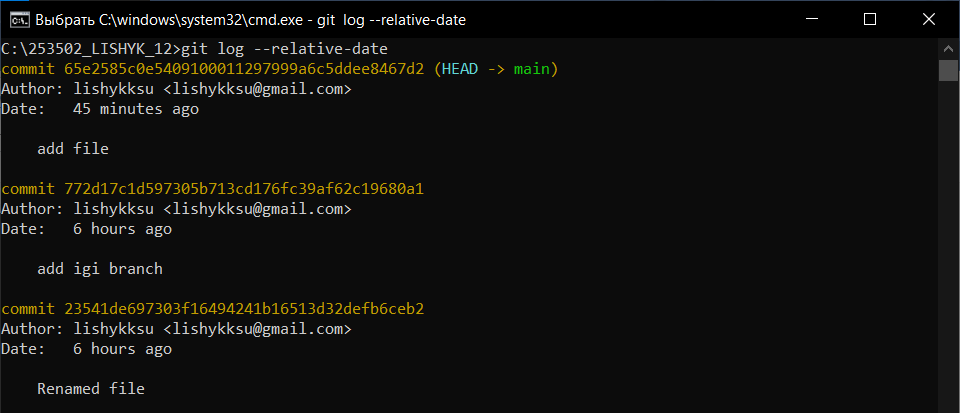 Выбрать C:\windows\system32\cmd.exe - git  log --relative-date
C:\253502_LISHYK_12>git log --relative-date
commit 65e2585c0e5409100011297999a6c5ddee8467d2 (HEAD -> main)
Author: lishykksu <lishykksu@gmail.com>
Date:   45 minutes ago
    add file
commit 772d17c1d597305b713cd176fc39af62c19680a1
Author: lishykksu <lishykksu@gmail.com>
Date:   6 hours ago
    add igi branch
commit 23541de697303f16494241b16513d32defb6ceb2
Author: lishykksu <lishykksu@gmail.com>
Date:   6 hours ago
    Renamed file